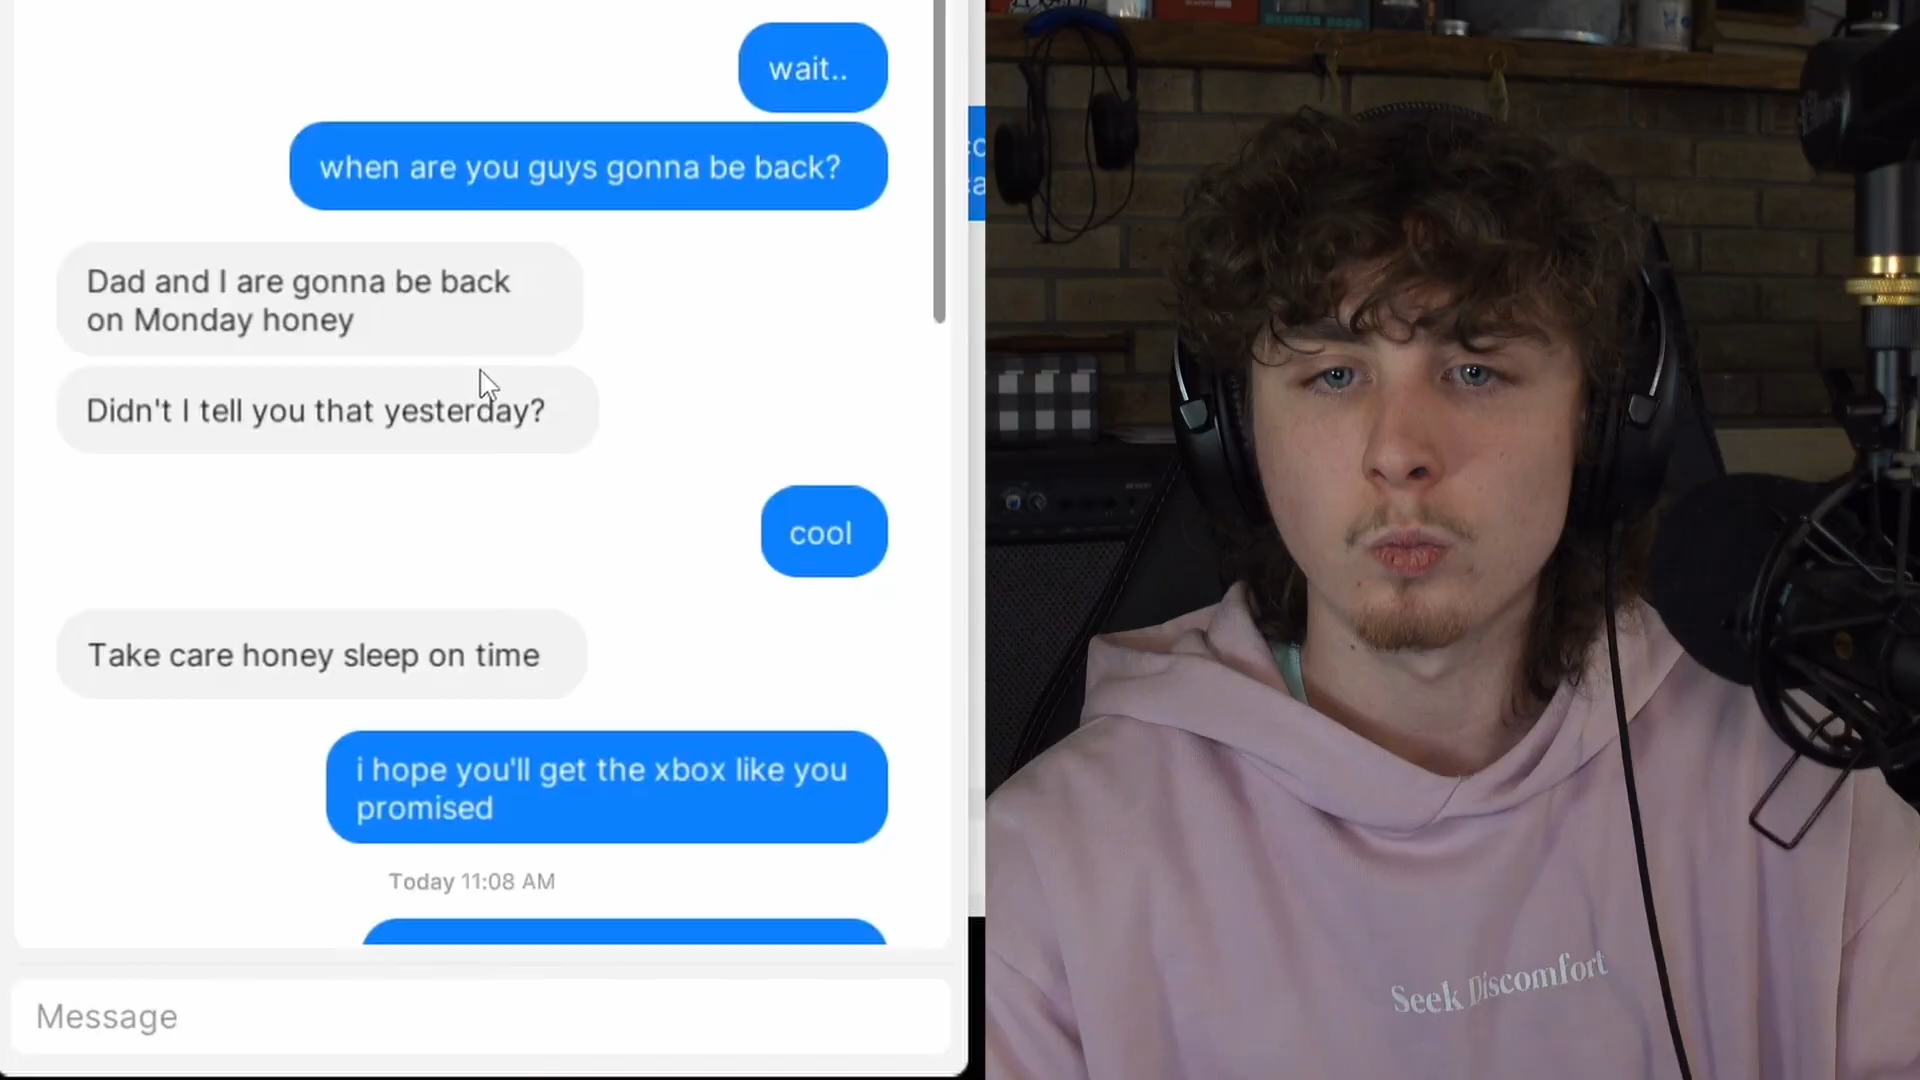 wait..
when are you guys gonna be back?
Dad and I are gonna be back
on Monday honey
Didn't I tell you that yesterday?
cool
Take care honey sleep on time
i hope you'll get the xbox like you
promised
Today 11:08 AM
Message
Seek Discomfort